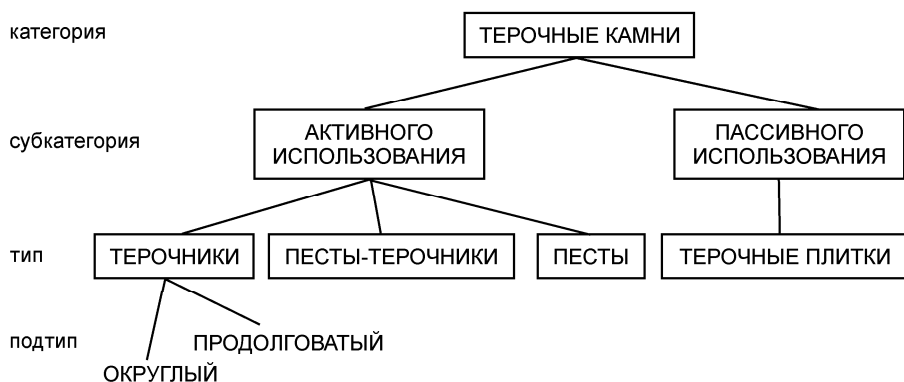 категория
ТЕРОЧНЫЕ КАМНИ
субкатегория
АКТИВНОГО
ИСПОЛЬЗОВАНИЯ
ПАССИВНОГО
ИСПОЛЬЗОВАНИЯ
тип
ТЕРОЧНИКИ
ПЕСТЫ-ТЕРОЧНИКИ
ПЕСТЫ
ТЕРОЧНЫЕ ПЛИТКИ
подтип
ПРОДОЛГОВАТЫЙ
ОКРУГЛЫЙ